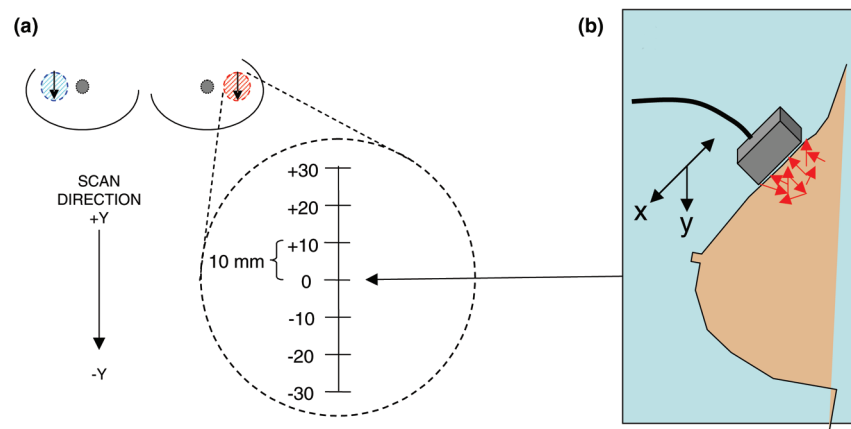 (a)
SCAN
DIRECTION
+Y
-Y
+30
+20
+10
10 mm
0
-10
-20
-30
(b)
x
y